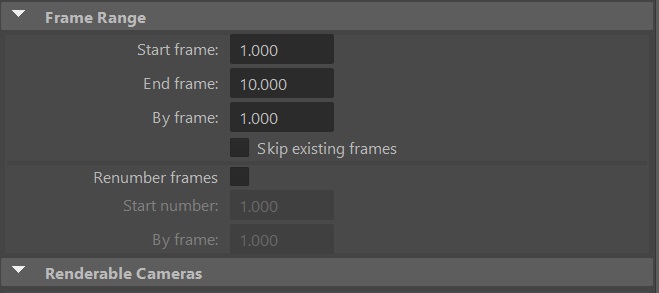 Frame Range
Start frame: 1.000
End frame: 10.000
By frame: 1.000
Skip existing frames
Renumber frames
Start number: 1.000
By frame: 1.000
Renderable Cameras